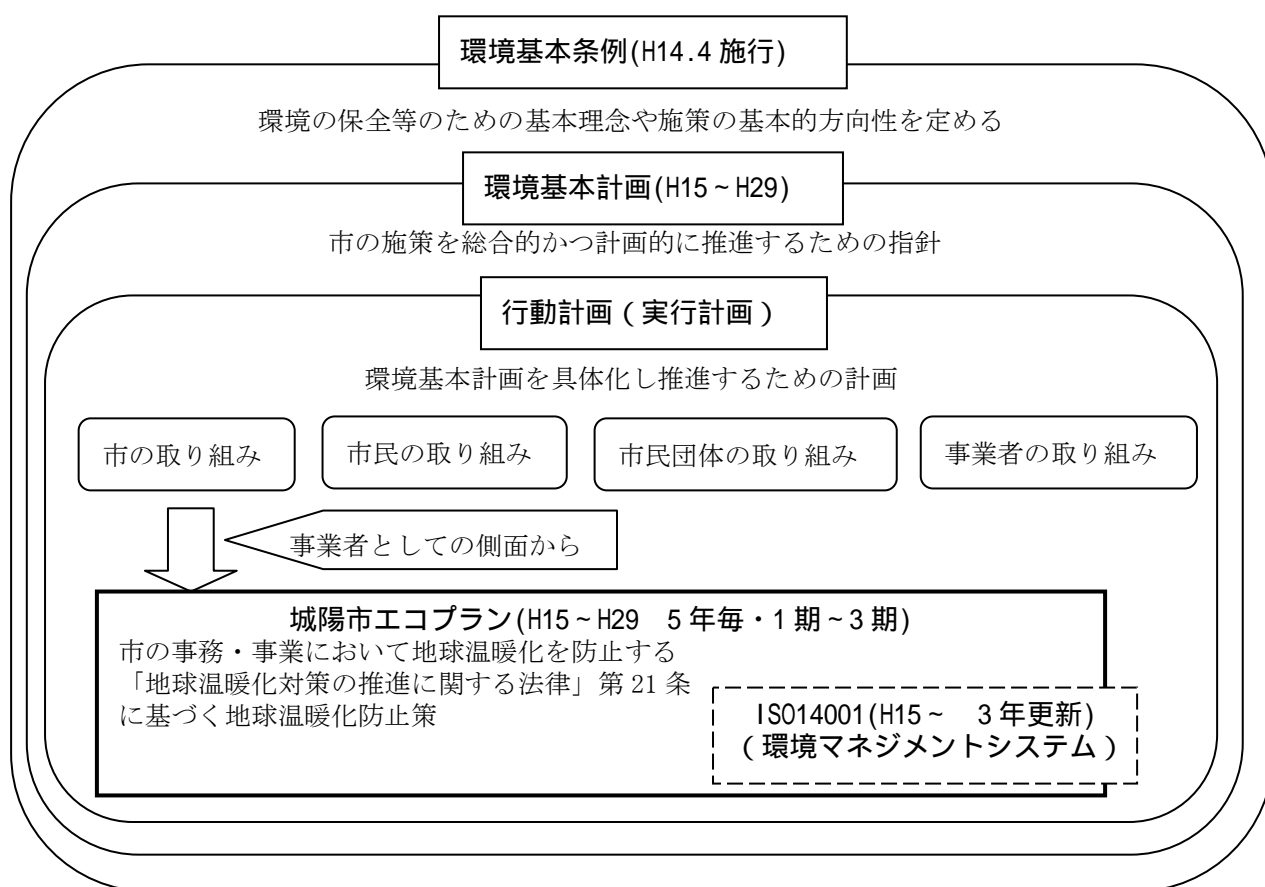 環境基本条例(H14.4 施行)
環境の保全等のための基本理念や施策の基本的方向性を定める
環境基本計画(H15~H29)
市の施策を総合的かつ計画的に推進するための指針
行動計画(実行計画)
環境基本計画を具体化し推進するための計画
市の取り組み
市民の取り組み
市民団体の取り組み
事業者の取り組み
事業者としての側面から
城陽市エコプラン(H15~H29 5年毎・1期~3期)
市の事務・事業において地球温暖化を防止する
「地球温暖化対策の推進に関する法律」第 21 条
に基づく地球温暖化防止策
ISO14001(H15~ 3年更新)
(環境マネジメントシステム)